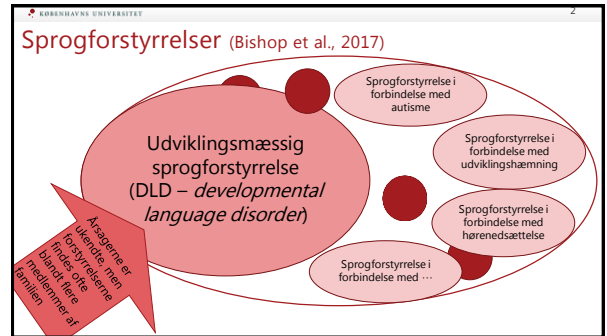 KØBENHAVNS UNIVERSITET
2
Sprogforstyrrelser (Bishop et al., 2017)
Sprogforstyrrelse i
forbindelse med
autisme
Udviklingsmæssig
sprogforstyrrelse
(DLD – developmental
language disorder)
Sprogforstyrrelse i
forbindelse med
udviklingshæmning
Sprogforstyrrelse i
forbindelse med
hørenedsættelse
Sprogforstyrrelse i
forbindelse med …
Årsagerne er
ukendte, men
forstyrrelserne
findes ofte
blandt flere
medlemmer af
familien